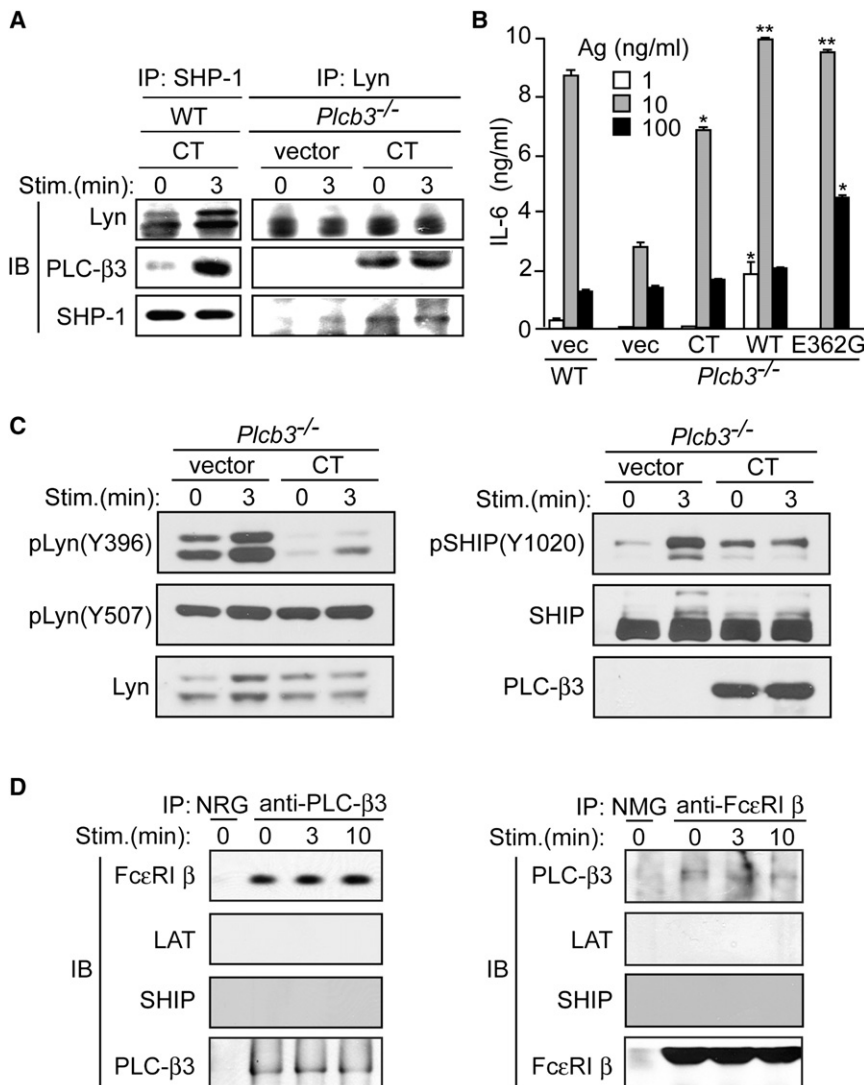 A
IP: SHP-1 IP: Lyn
WT Plcb3-/-
CT vector CT
Stim.(min): 0 3 0 3 0 3
IB
Lyn
PLC-β3
SHP-1
B
Ag (ng/ml)
1
10
100
IL-6 (ng/ml)
10
8
6
4
2
0
* ** ** * *
vec vec CT WT E362G
WT Plcb3-/-
C
Plcb3-/-
vector CT
Stim.(min): 0 3 0 3
pLyn(Y396)
pLyn(Y507)
Lyn
Plcb3-/-
vector CT
Stim.(min): 0 3 0 3
pSHIP(Y1020)
SHIP
PLC-β3
D
IP: NRG anti-PLC-β3
Stim.(min): 0 0 3 10
IB
FcεRI β
LAT
SHIP
PLC-β3
IP: NMG anti-FcεRI β
Stim.(min): 0 0 3 10
IB
PLC-β3
LAT
SHIP
FcεRI β